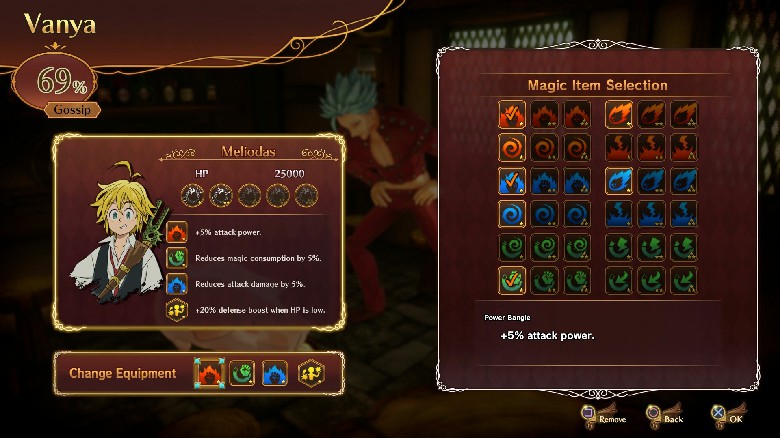 Vanya
69%
Gossip
Meliodas
HP 25000
+5% attack power.
Reduces magic consumption by 5%.
Reduces attack damage by 5%.
+20% defense boost when HP is low.
Change Equipment
Magic Item Selection
Power Bangle
+5% attack power.
Remove Back OK